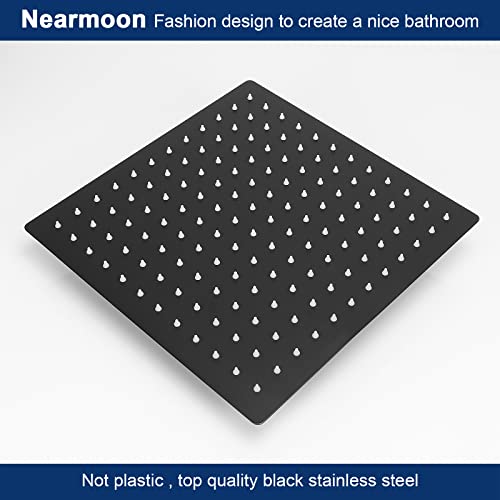 Nearmoon Fashion design to create a nice bathroom
Not plastic , top quality black stainless steel